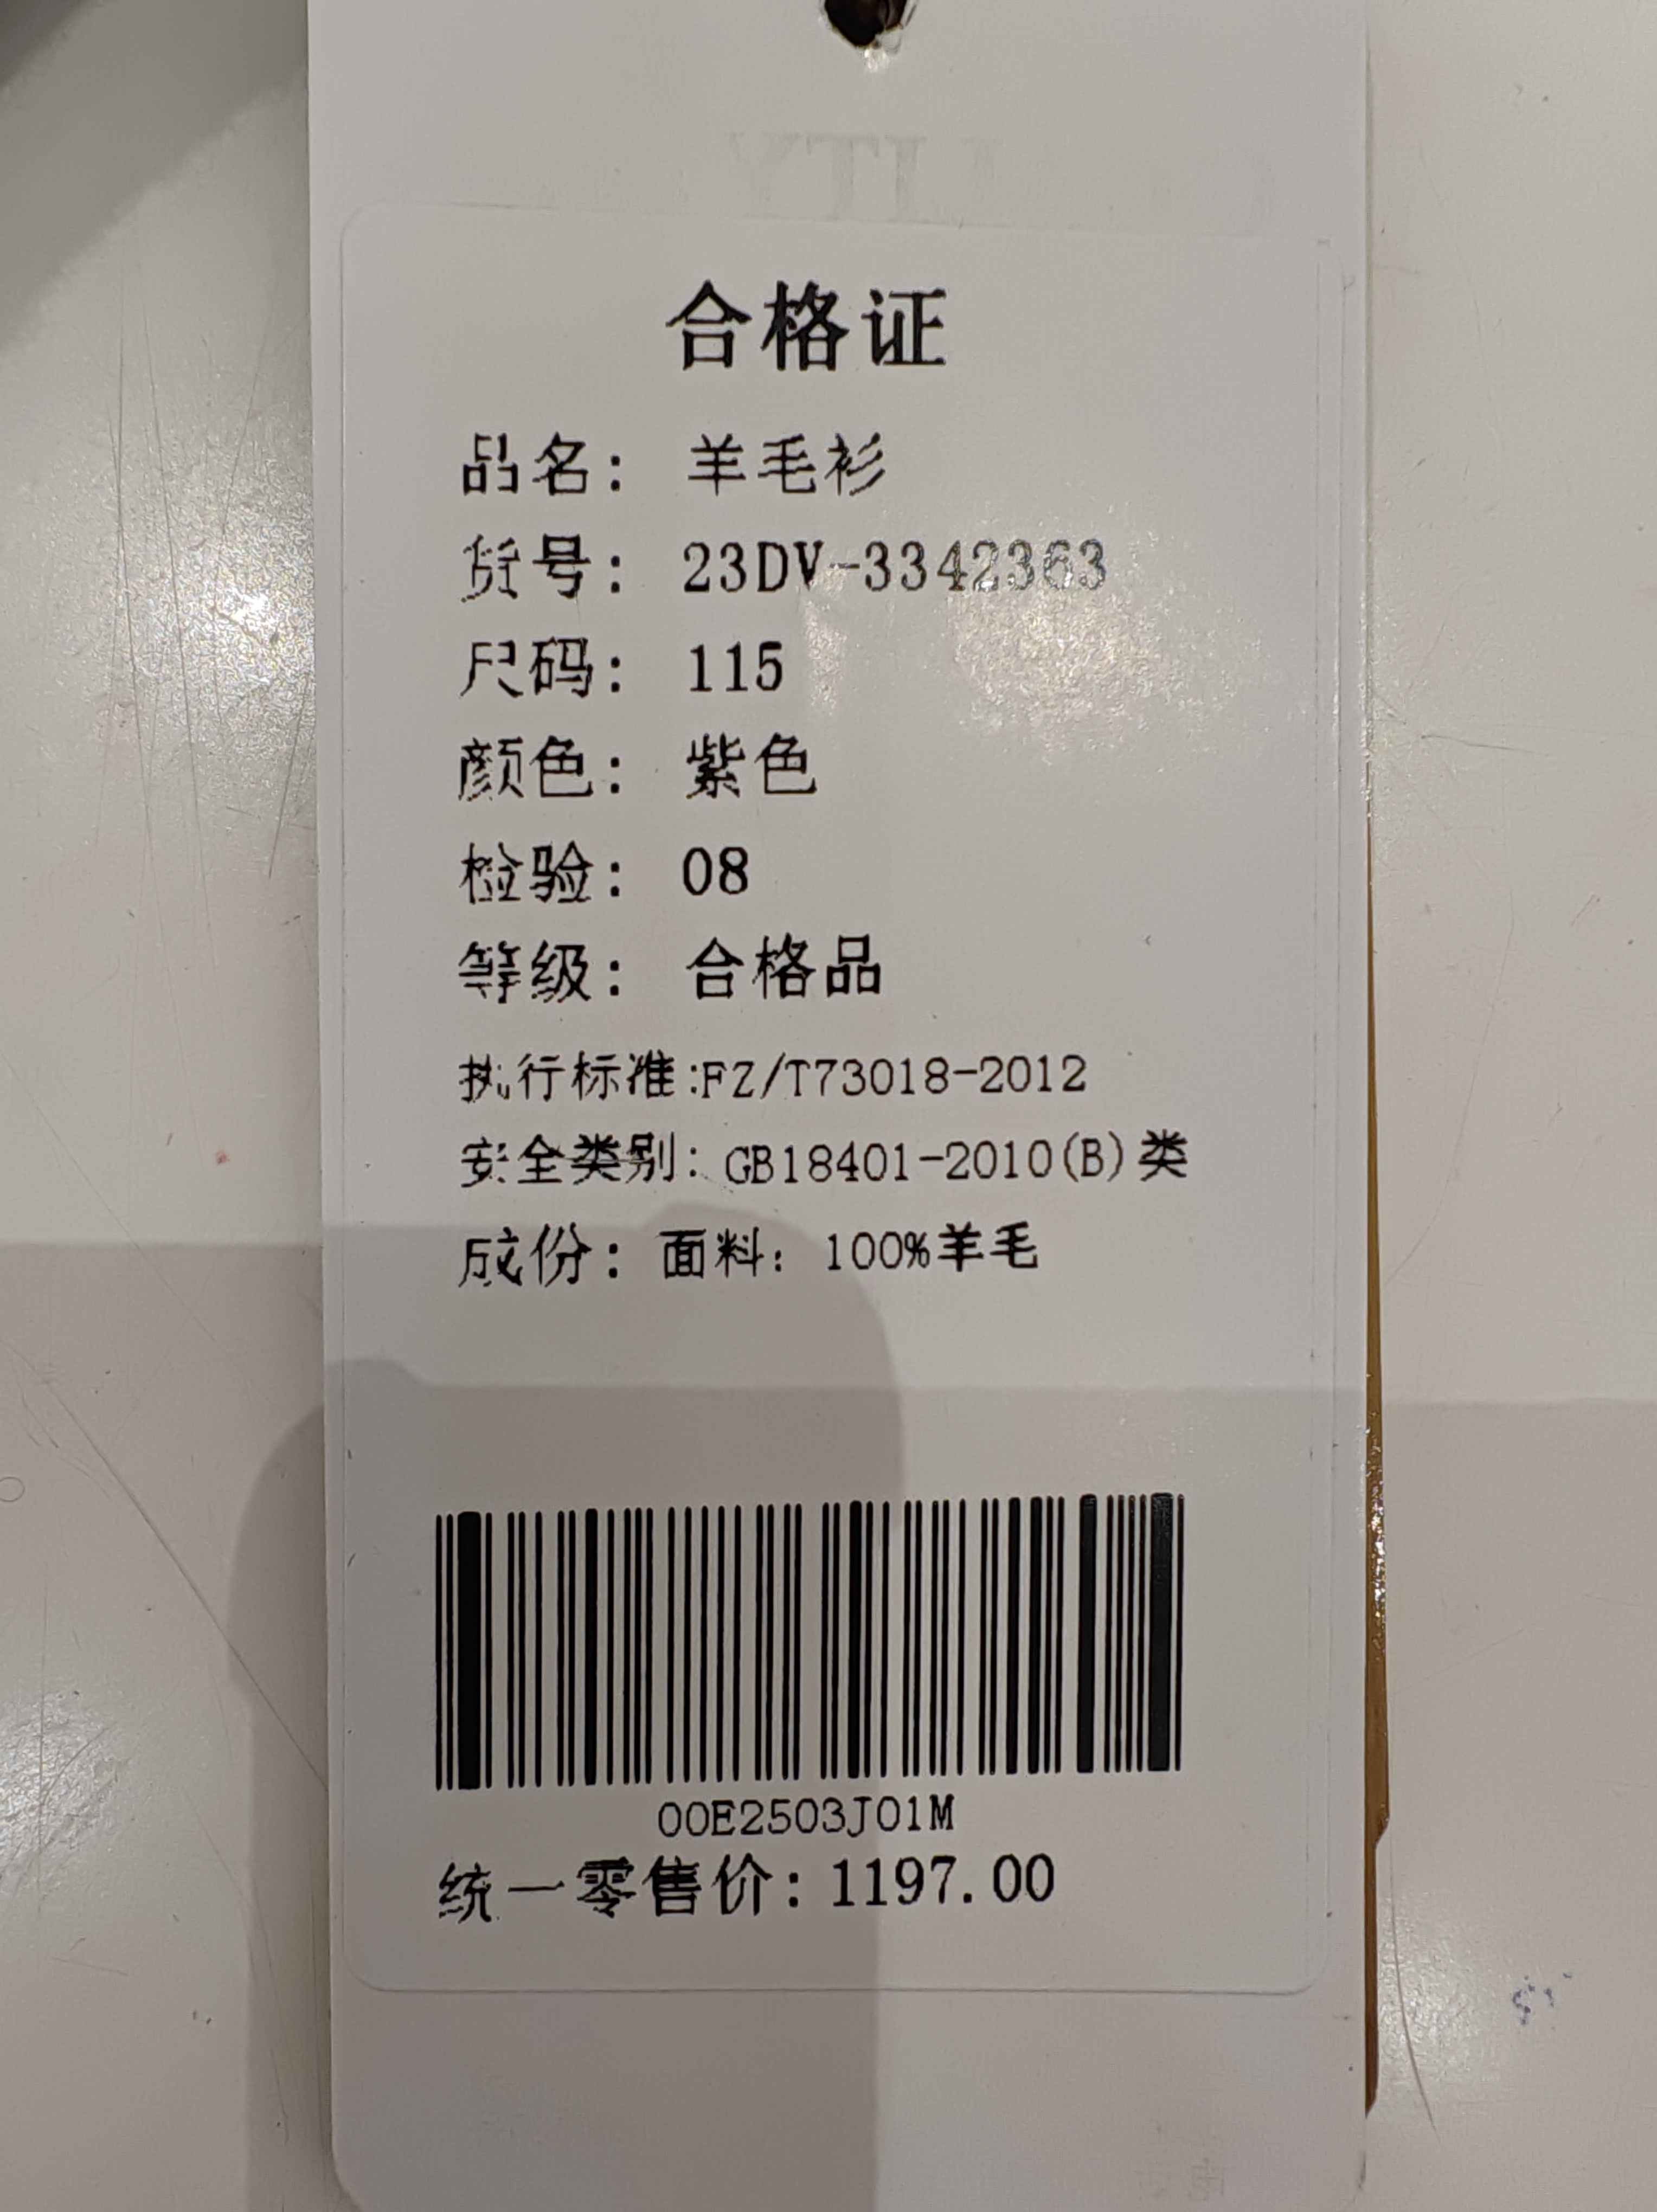 合格证
品名: 羊毛衫
货号: 23DV-3342363
尺码: 115
颜色: 紫色
检验: 08
等级: 合格品
执行标准:FZ/T73018-2012
安全类别: GB18401-2010(B)类
成份: 面料: 100%羊毛
00E2503J01M
统一零售价: 1197.00